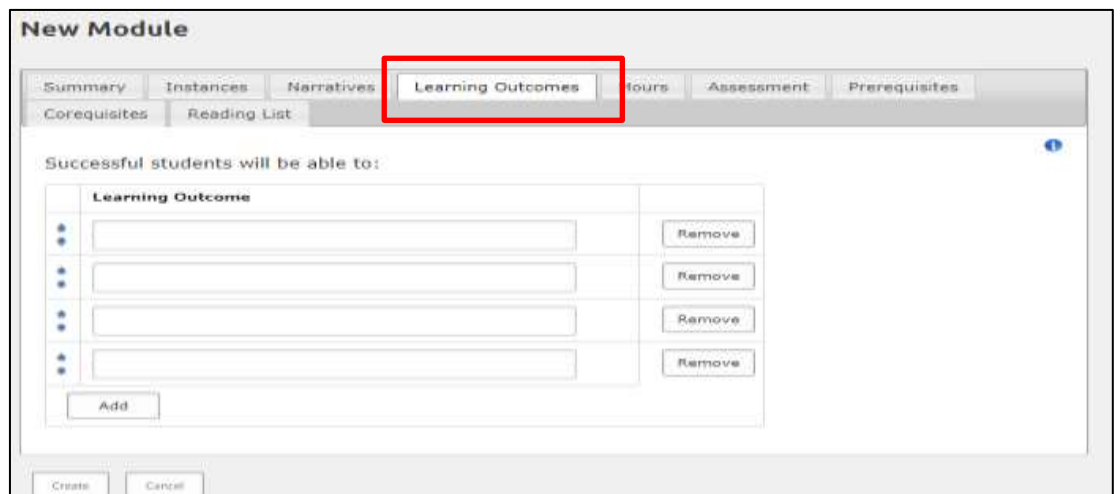 New Module
Summary Instances Narratives Learning Outcomes Hours Assessment Prerequisites
Corequisites Reading List
Successful students will be able to:
Learning Outcome
Remove
Remove
Remove
Remove
Add
Create Cancel